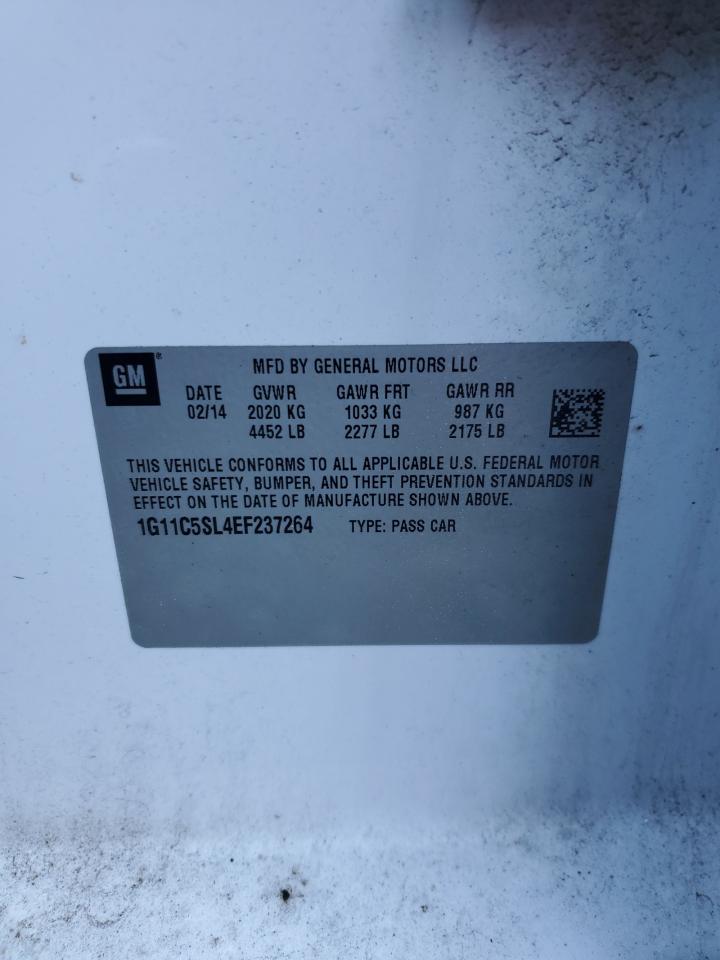 GM®
MFD BY GENERAL MOTORS LLC
DATE GVWR GAWR FRT GAWR RR
02/14 2020 KG 1033 KG 987 KG
4452 LB 2277 LB 2175 LB
THIS VEHICLE CONFORMS TO ALL APPLICABLE U.S. FEDERAL MOTOR
VEHICLE SAFETY, BUMPER, AND THEFT PREVENTION STANDARDS IN
EFFECT ON THE DATE OF MANUFACTURE SHOWN ABOVE.
1G11C5SL4EF237264 TYPE: PASS CAR